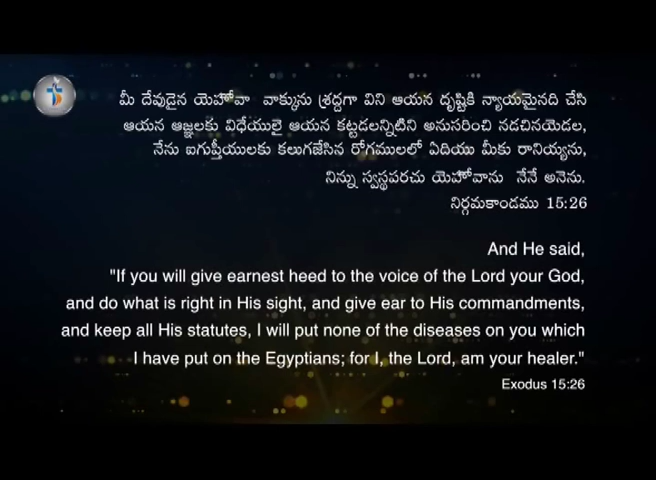 మీ దేవుడైన యెహోవా వాక్కును శ్రద్దగా విని ఆయన దృష్టికి న్యాయమైనది చేసి
ఆయన ఆజ్ఞలకు విధేయులై ఆయన కట్టడలన్నిటిని అనుసరించి నడచినయెడల,
నేను ఐగుప్తీయులకు కలుగజేసిన రోగములలో ఏదియు మీకు రానియ్యను,
నిన్ను స్వస్థపరచు యెహోవాను నేనే అనెను.
నిర్గమకాండము 15:26
And He said,
"If you will give earnest heed to the voice of the Lord your God,
and do what is right in His sight, and give ear to His commandments,
and keep all His statutes, I will put none of the diseases on you which
I have put on the Egyptians; for I, the Lord, am your healer."
Exodus 15:26